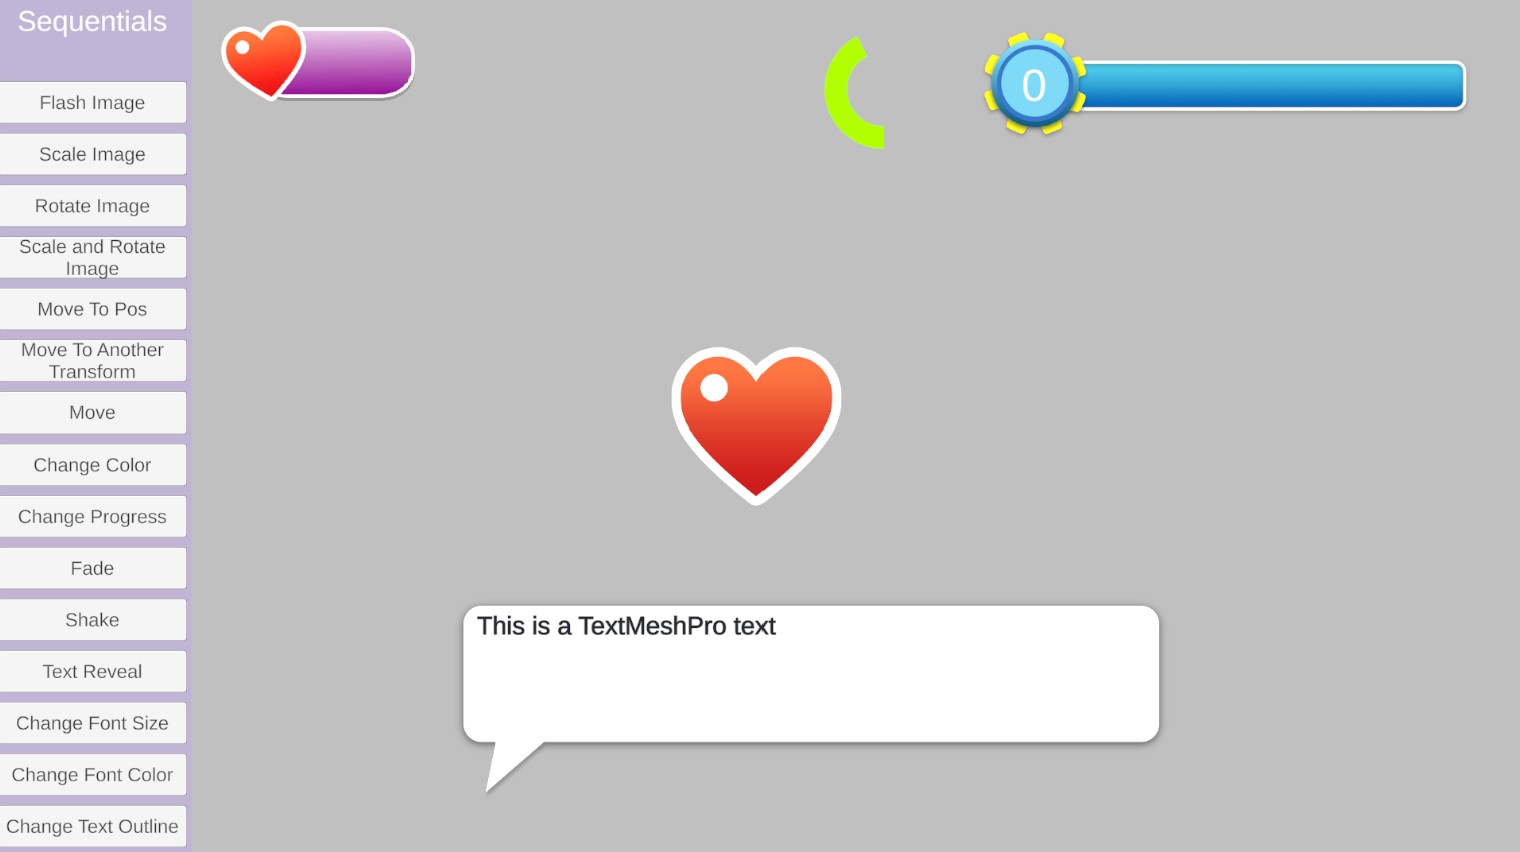 Sequentials
Flash Image
Scale Image
Rotate Image
Scale and Rotate
Image
Move To Pos
Move To Another
Transform
Move
Change Color
Change Progress
Fade
Shake
Text Reveal
Change Font Size
Change Font Color
Change Text Outline
0
This is a TextMeshPro text